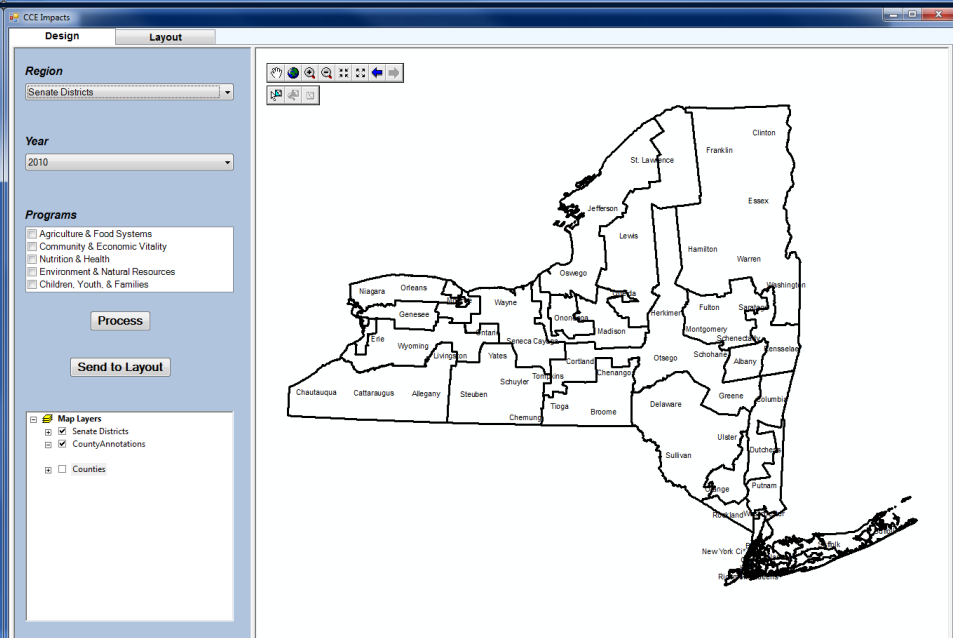 CCE Impacts
Design
Layout
Region
Senate Districts
Year
2010
Programs
Agriculture & Food Systems
Community & Economic Vitality
Nutrition & Health
Environment & Natural Resources
Children, Youth, & Families
Process
Send to Layout
Map Layers
Senate Districts
CountyAnnotations
Counties
Clinton
Franklin
St. Lawrence
Essex
Jefferson
Lewis
Hamilton
Warren
Oswego
Washington
Niagara
Orleans
Wayne
Fulton
Saratoga
Genesee
Onondaga
Herkimer
Madison
Montgomery
Schenectady
Erie
Wyoming
Ontario
Seneca
Cayuga
Rensselaer
Livingston
Yates
Cortland
Otsego
Schoharie
Albany
Tompkins
Chenango
Schuyler
Chautauqua
Cattaraugus
Allegany
Steuben
Greene
Columbia
Tioga
Broome
Delaware
Chemung
Ulster
Dutchess
Sullivan
Putnam
Orange
Rockland
Suffolk